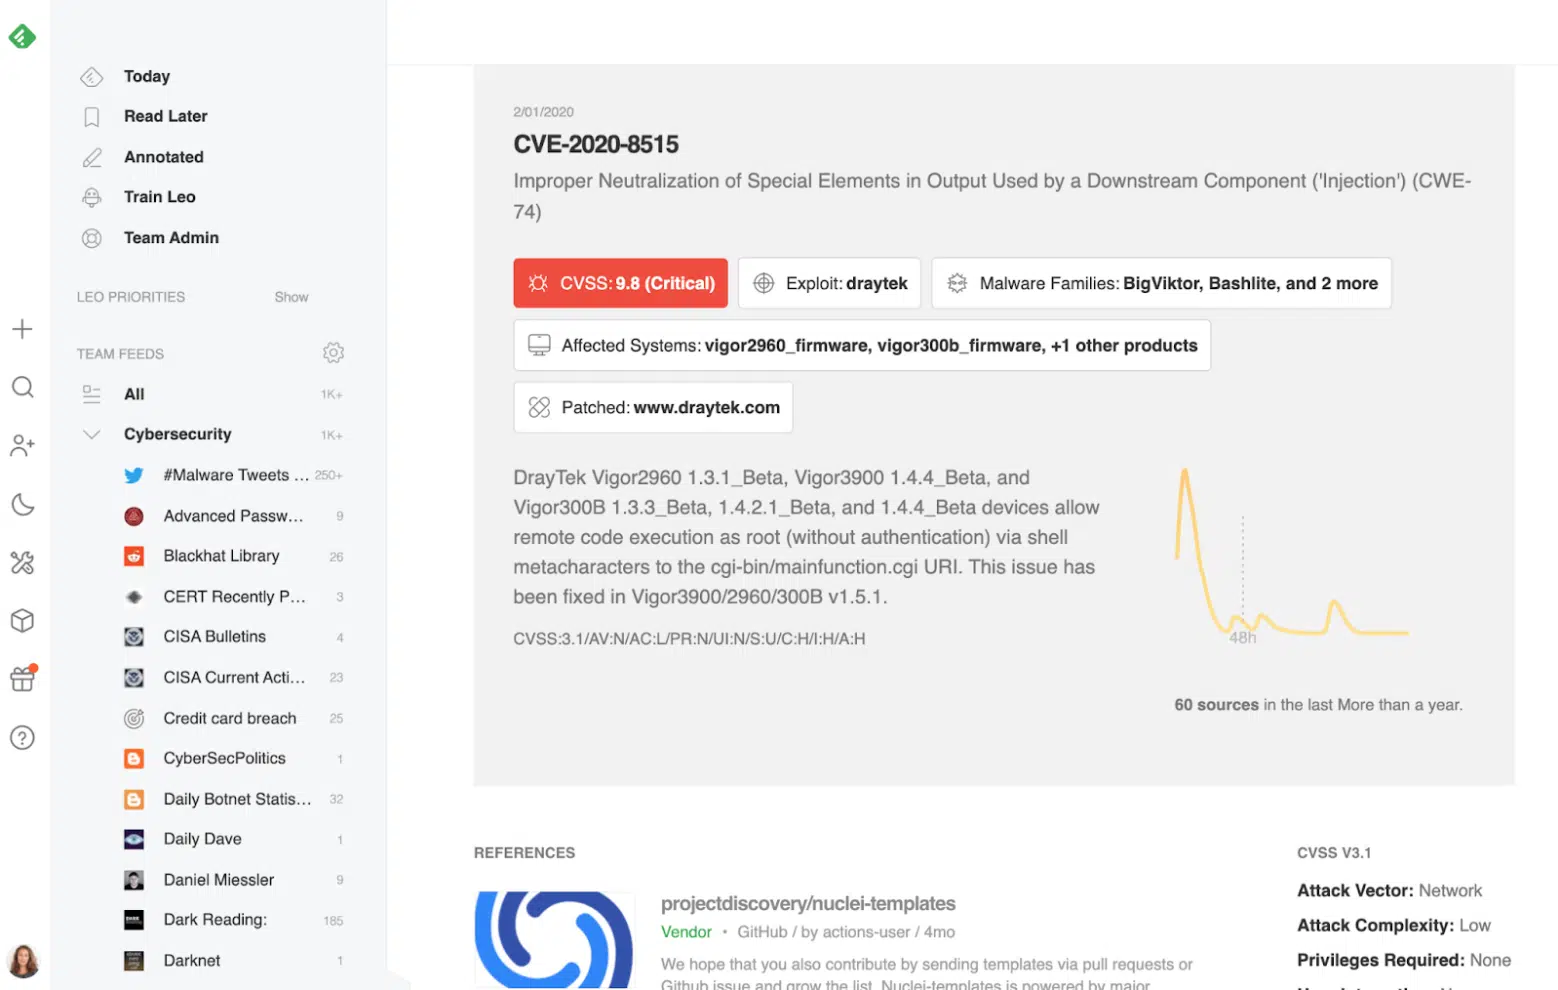 Today
Read Later
Annotated
Train Leo
Team Admin
LEO PRIORITIES Show
TEAM FEEDS
All 1K+
Cybersecurity 1K+
#Malware Tweets ... 250+
Advanced Passw... 9
Blackhat Library 26
CERT Recently P... 3
CISA Bulletins 4
CISA Current Acti... 23
Credit card breach 25
CyberSecPolitics 1
Daily Botnet Statis... 32
Daily Dave 1
Daniel Miessler 9
Dark Reading: 185
Darknet 1
2/01/2020
CVE-2020-8515
Improper Neutralization of Special Elements in Output Used by a Downstream Component ('Injection') (CWE-
74)
CVSS: 9.8 (Critical)
Exploit: draytek
Malware Families: BigViktor, Bashlite, and 2 more
Affected Systems: vigor2960_firmware, vigor300b_firmware, +1 other products
Patched: www.draytek.com
DrayTek Vigor2960 1.3.1_Beta, Vigor3900 1.4.4_Beta, and
Vigor300B 1.3.3_Beta, 1.4.2.1_Beta, and 1.4.4_Beta devices allow
remote code execution as root (without authentication) via shell
metacharacters to the cgi-bin/mainfunction.cgi URI. This issue has
been fixed in Vigor3900/2960/300B v1.5.1.
CVSS:3.1/AV:N/AC:L/PR:N/UI:N/S:U/C:H/I:H/A:H
48h
60 sources in the last More than a year.
REFERENCES
projectdiscovery/nuclei-templates
Vendor • GitHub / by actions-user / 4mo
We hope that you also contribute by sending templates via pull requests or
Github issue and grow the list. Nuclei-templates is powered by major
CVSS V3.1
Attack Vector: Network
Attack Complexity: Low
Privileges Required: None